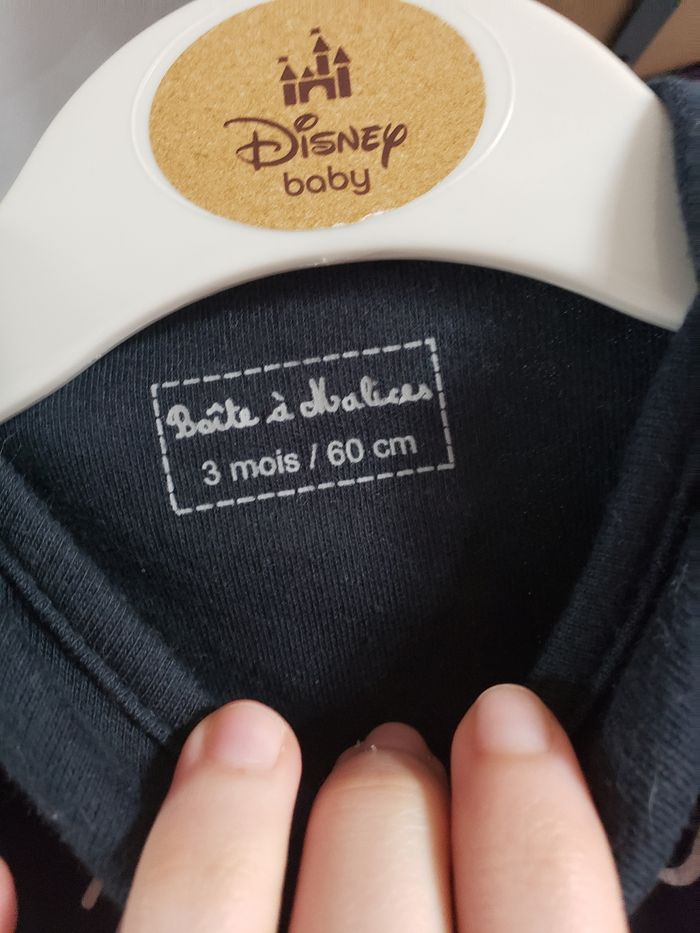 Disney
baby
Boîte à Malices
3 mois / 60 cm